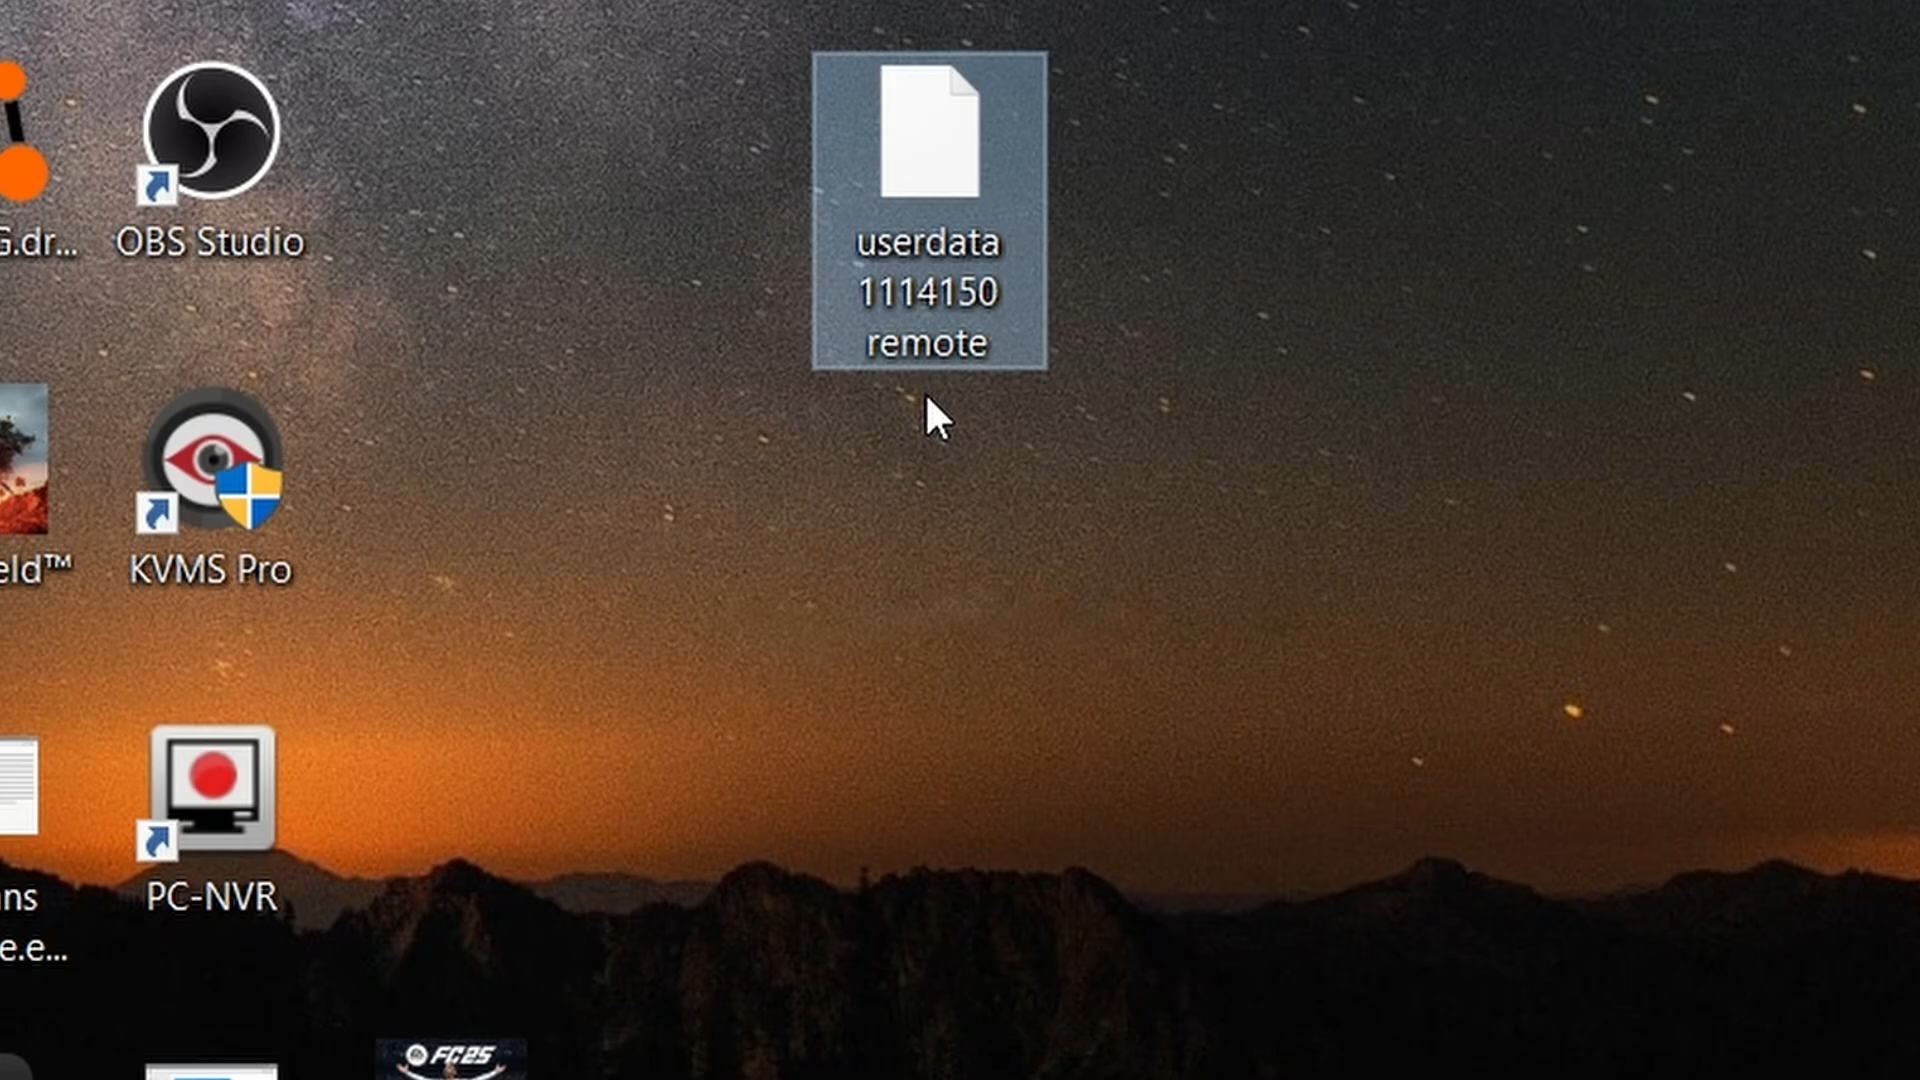 G.dr...
OBS Studio
userdata
1114150
remote
eld™
KVMS Pro
ns
e.e...
PC-NVR
FC25